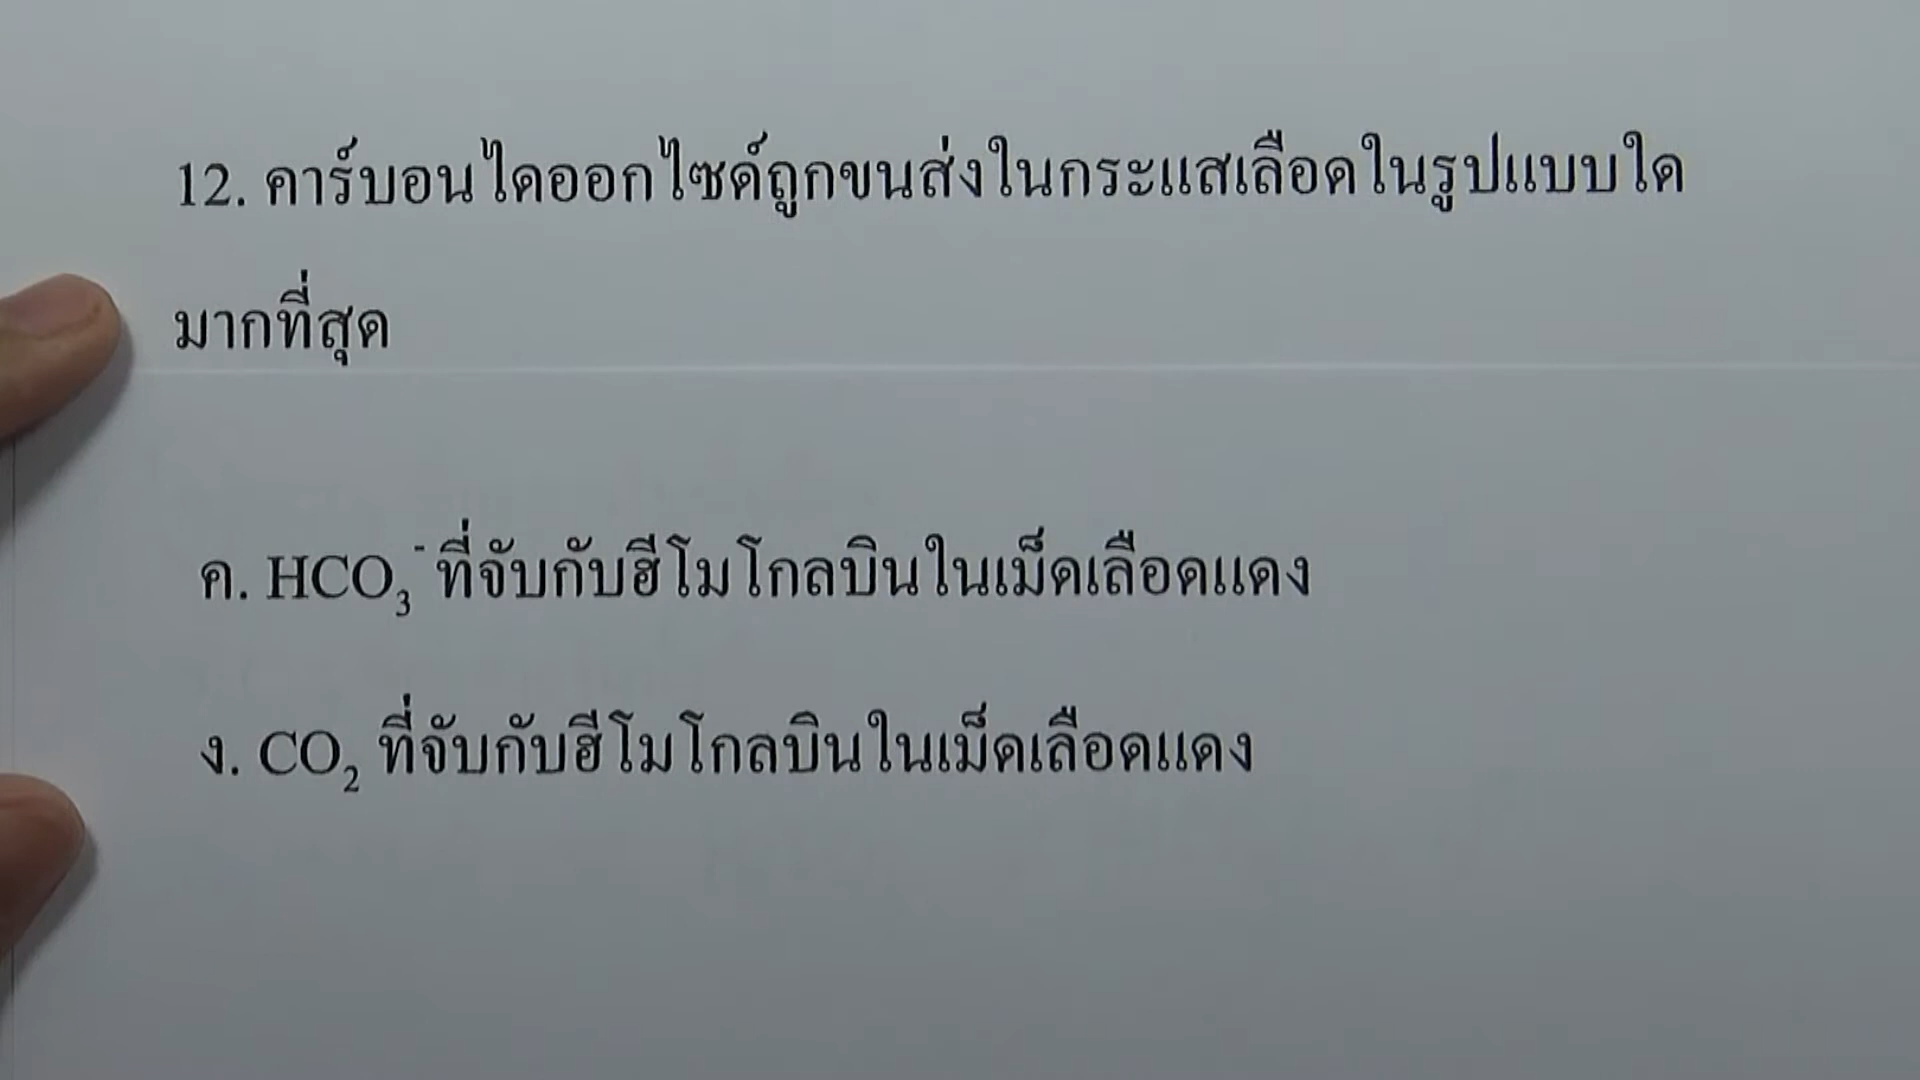 12. คาร์บอนไดออกไซด์ถูกขนส่งในกระแสเลือดในรูปแบบใด
มากที่สุด
ค. HCO₃⁻ ที่จับกับฮีโมโกลบินในเม็ดเลือดแดง
ง. CO₂ ที่จับกับฮีโมโกลบินในเม็ดเลือดแดง